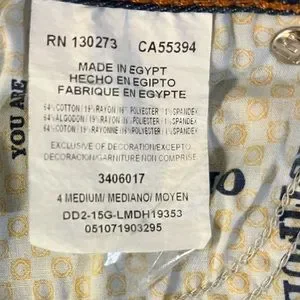 RN 130273 CA55394
MADE IN EGYPT
HECHO EN EGIPTO
FABRIQUE EN EGYPTE
64% COTTON / 19% RAYON / 16% POLYESTER / 1% SPANDEX
64% ALGODON / 19% RAYON / 16% POLIESTER / 1% SPANDEX
64% COTON / 19% RAYONNE / 16% POLYESTER / 1% SPANDEX
EXCLUSIVE OF DECORATION/EXCEPTO
DECORACION/GARNITURE NON COMPRISE
3406017
4 MEDIUM/ MEDIANO/ MOYEN
DD2-15G-LMDH19353
051071903295
YOU ARE